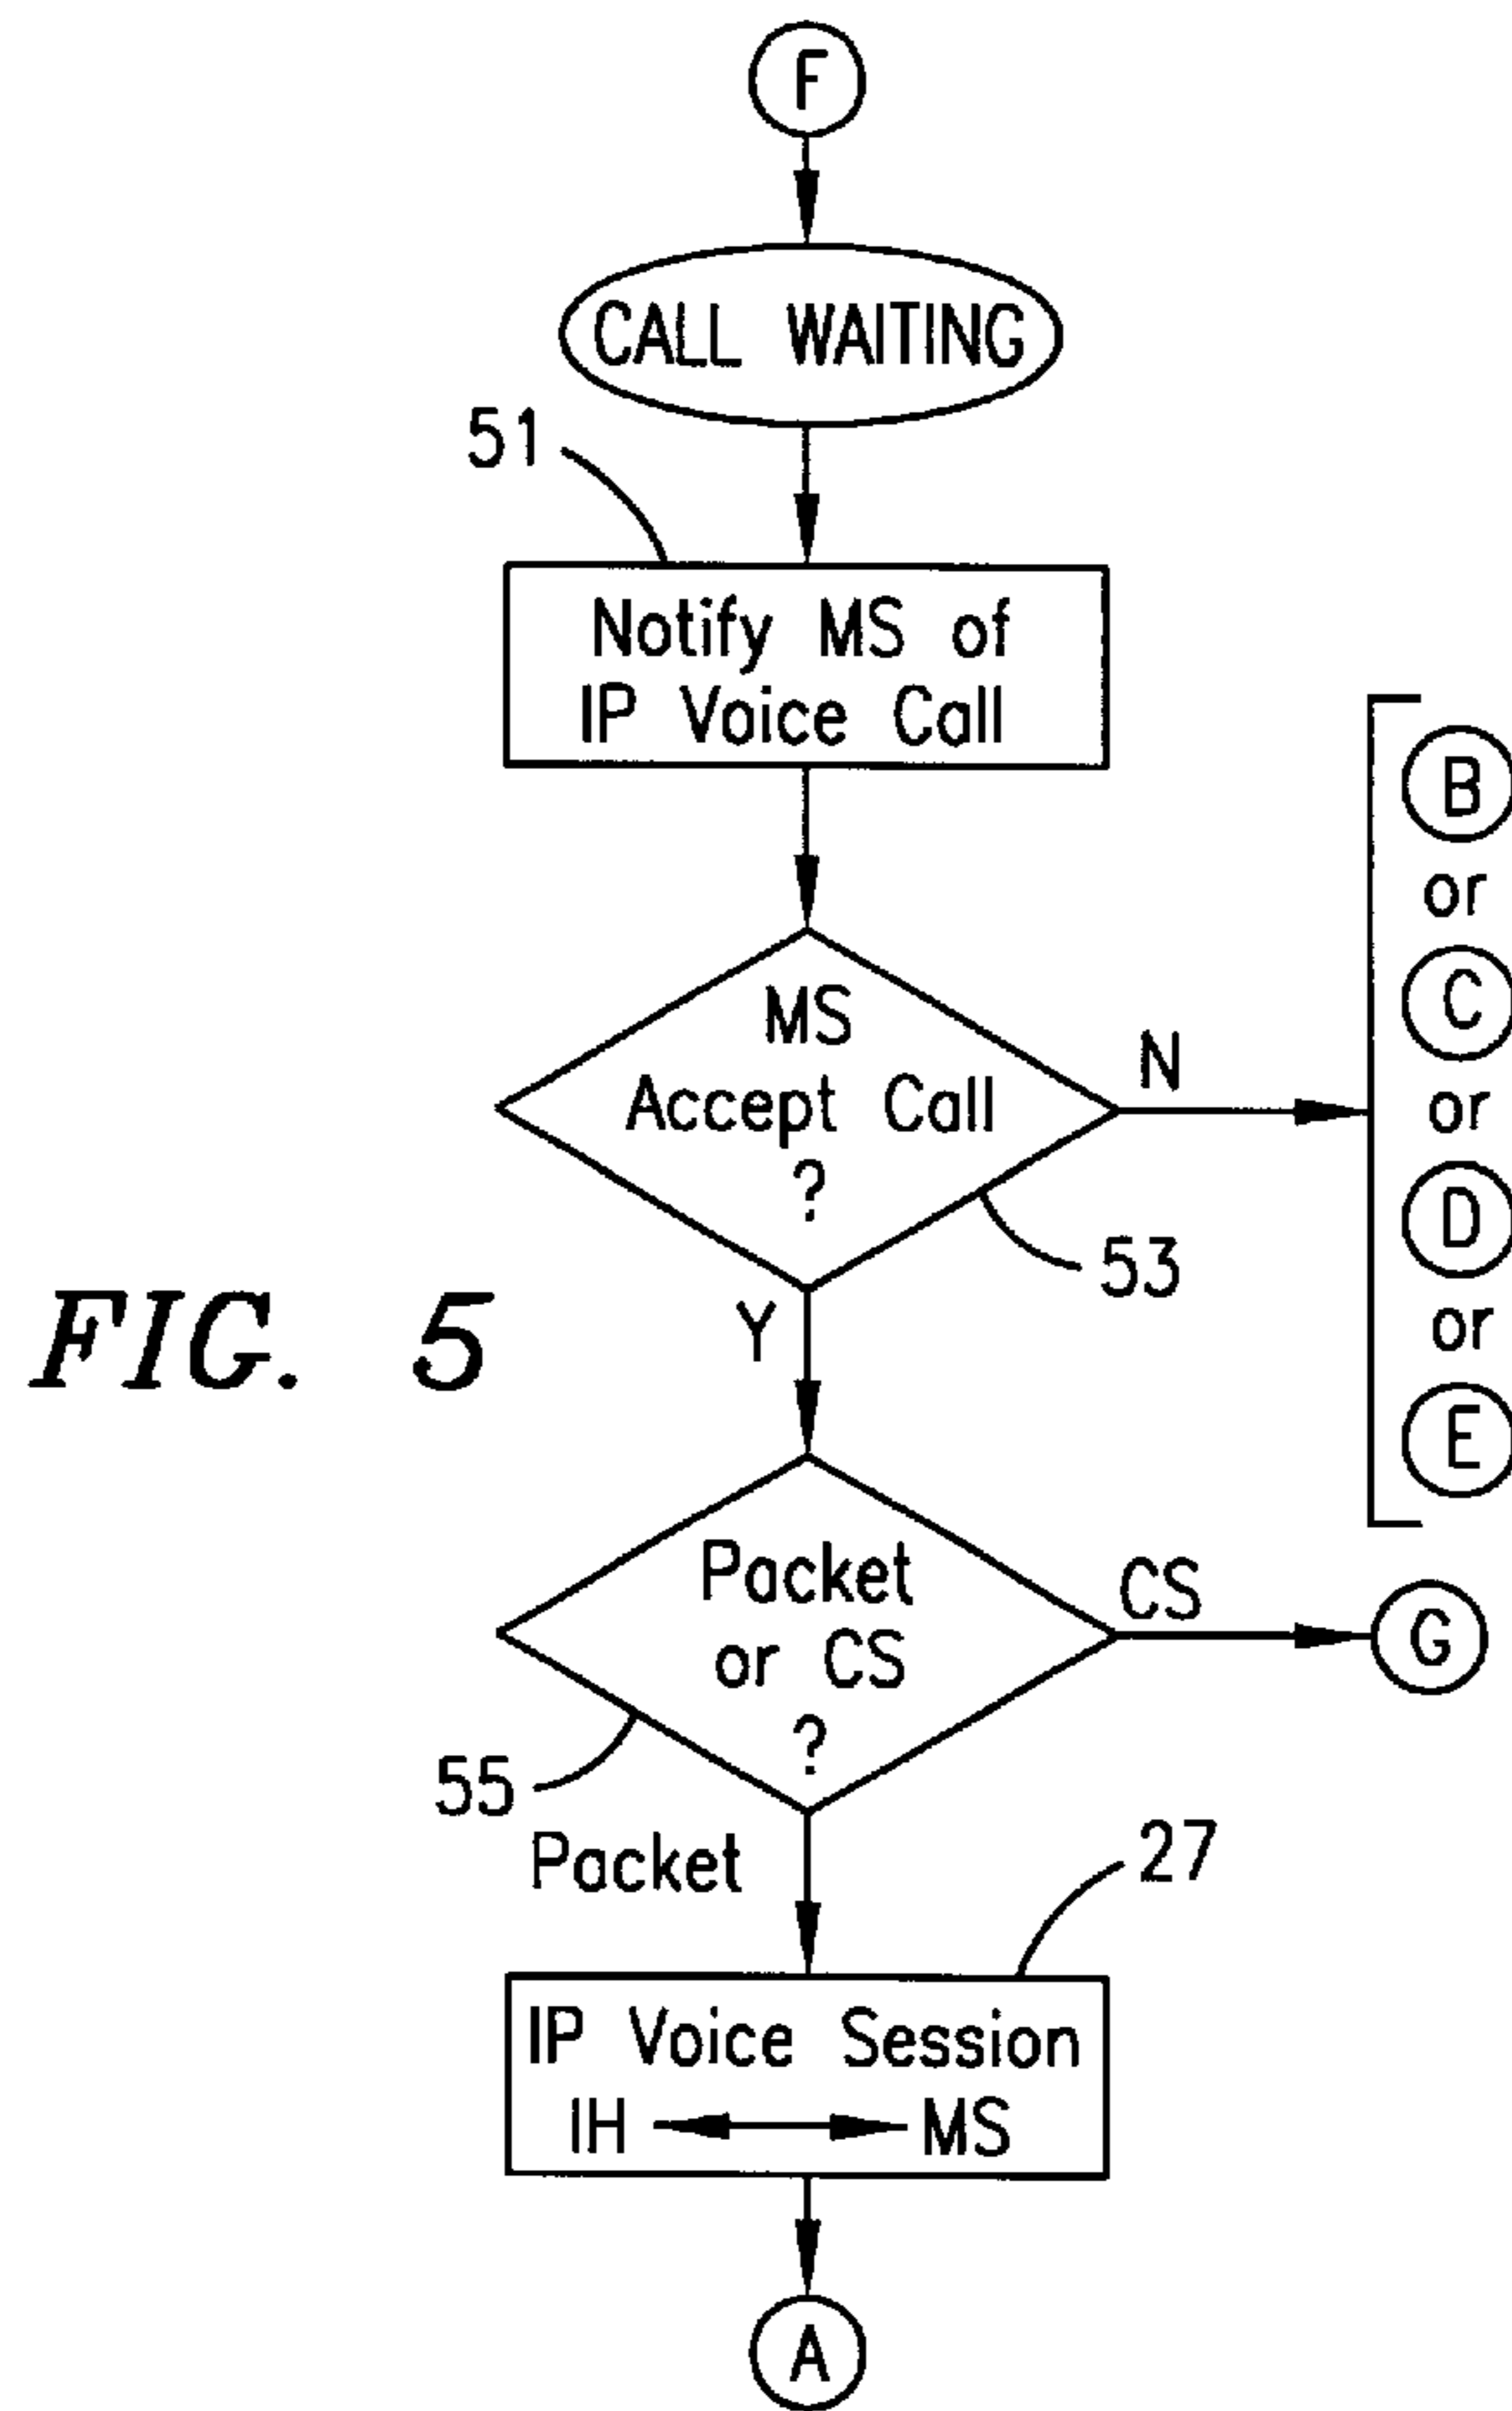 F
CALL WAITING
51
Notify MS of
IP Voice Call
MS
Accept Call
?
N
53
B
or
C
or
D
or
E
Y
FIG. 5
Packet
or CS
?
CS
G
55
Packet
27
IP Voice Session
IH MS
A